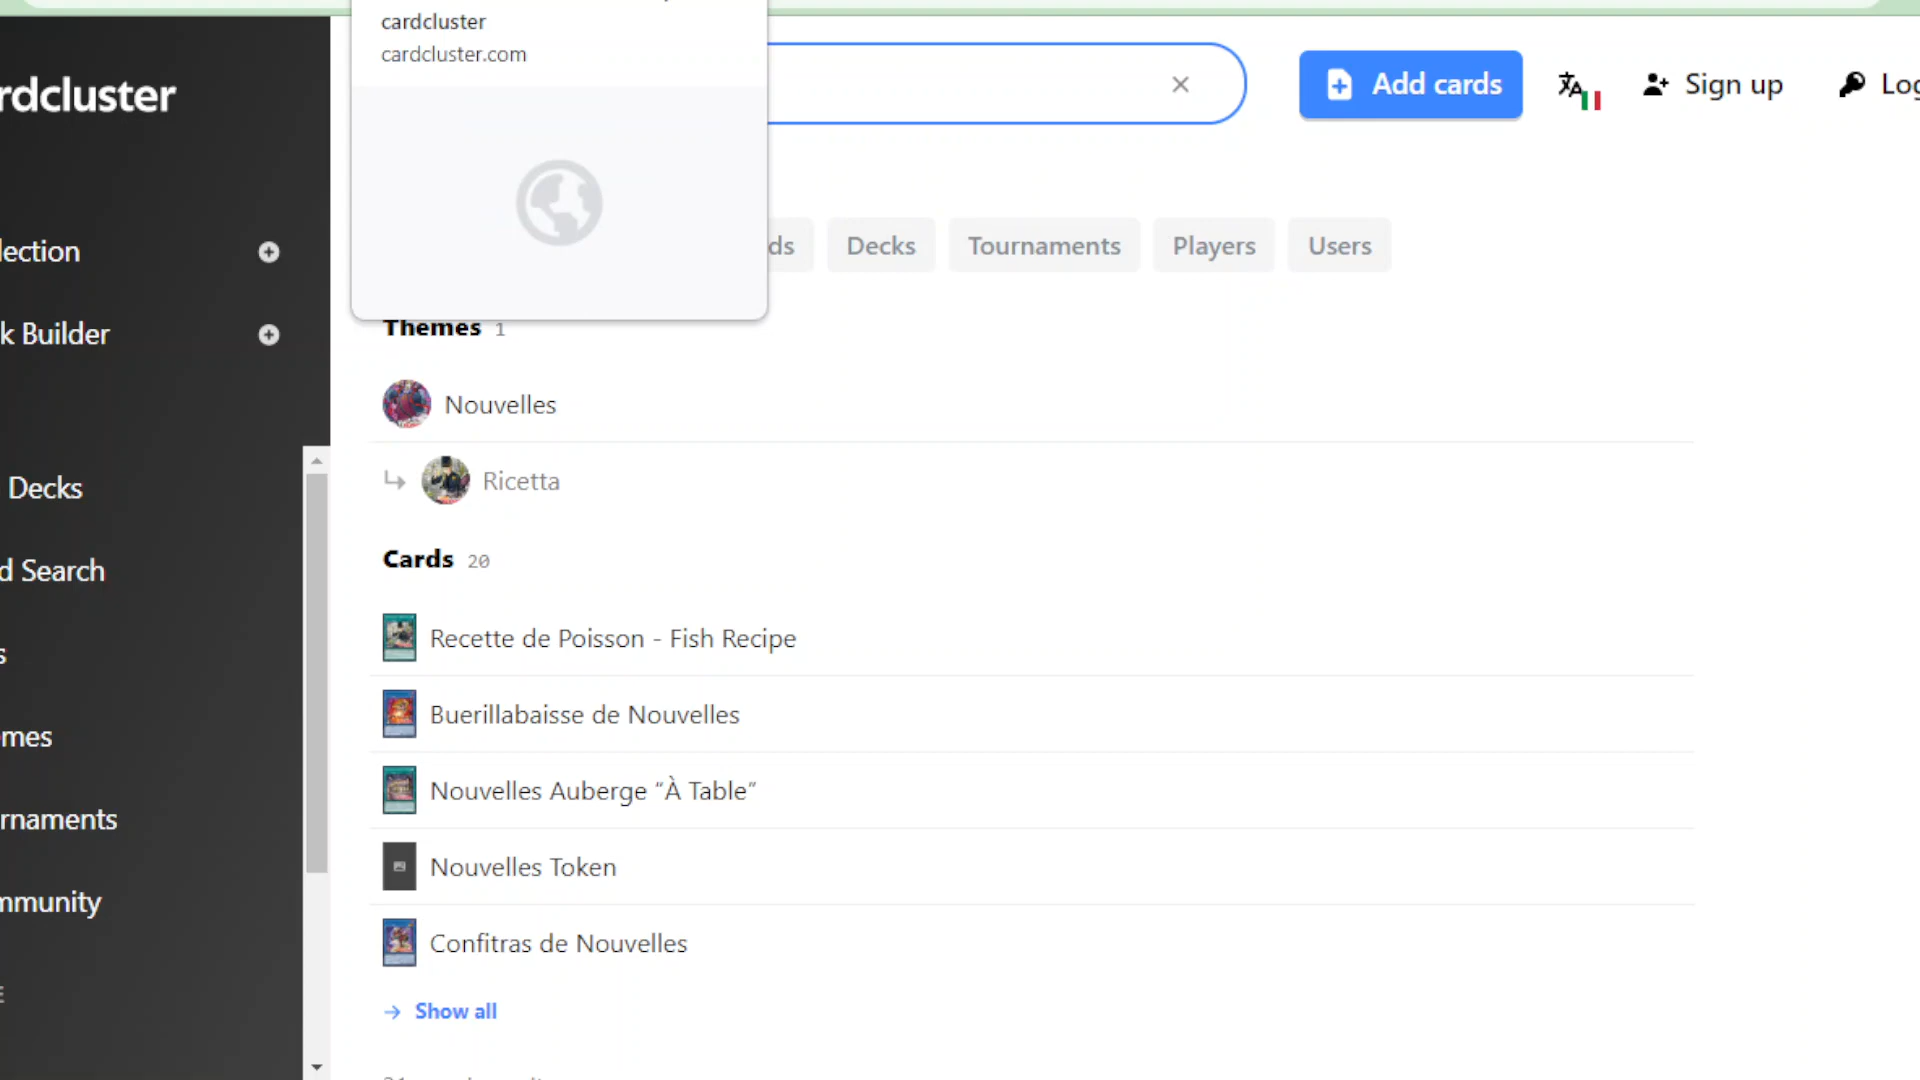 cardcluster
cardcluster.com
rdcluster
Add cards
Sign up
Log
lection
k Builder
Decks
d Search
s
mes
rnaments
mmunity
ds
Decks
Tournaments
Players
Users
Themes 1
Nouvelles
Ricetta
Cards 20
Recette de Poisson - Fish Recipe
Buerillabaisse de Nouvelles
Nouvelles Auberge “À Table”
Nouvelles Token
Confitras de Nouvelles
→ Show all